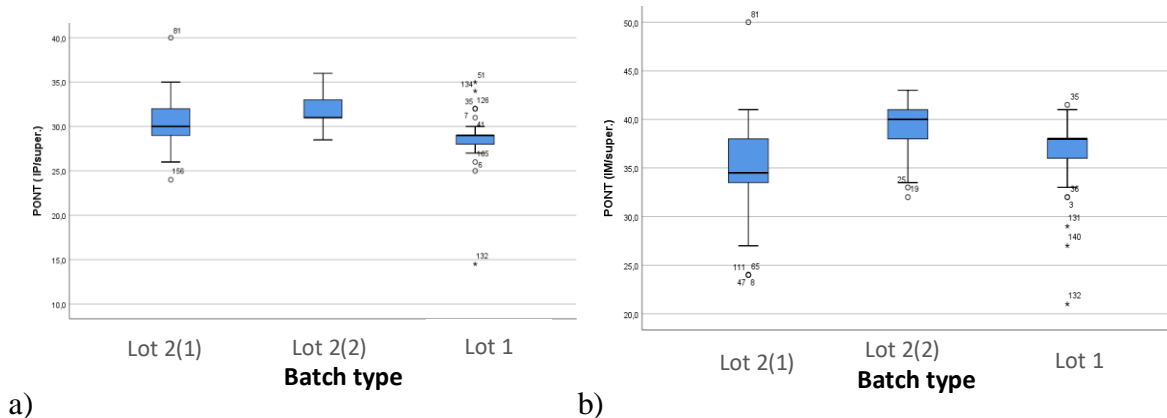 40,0
35,0
30,0
25,0
20,0
15,0
10,0
PONT ( IP/super.)
81
156
51
134
35 128
7
41
165
6
132
Lot 2(1)
Lot 2(2)
Lot 1
Batch type
a)
50,0
45,0
40,0
35,0
30,0
25,0
20,0
PONT (IM/super.)
81
111 65
47 8
25
19
35
36
3
131
140
132
Lot 2(1)
Lot 2(2)
Lot 1
Batch type
b)